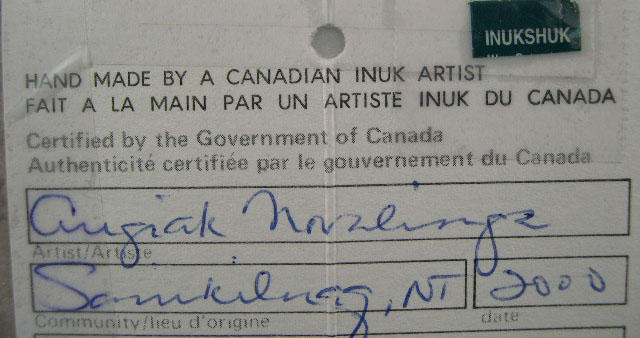 INUKSHUK
HAND MADE BY A CANADIAN INUK ARTIST
FAIT A LA MAIN PAR UN ARTISTE INUK DU CANADA
Certified by the Government of Canada
Authenticité certifiée par le gouvernement du Canada
Artist/Artiste
Sanikiluaq, NT 2000
Community/lieu d'origine
date